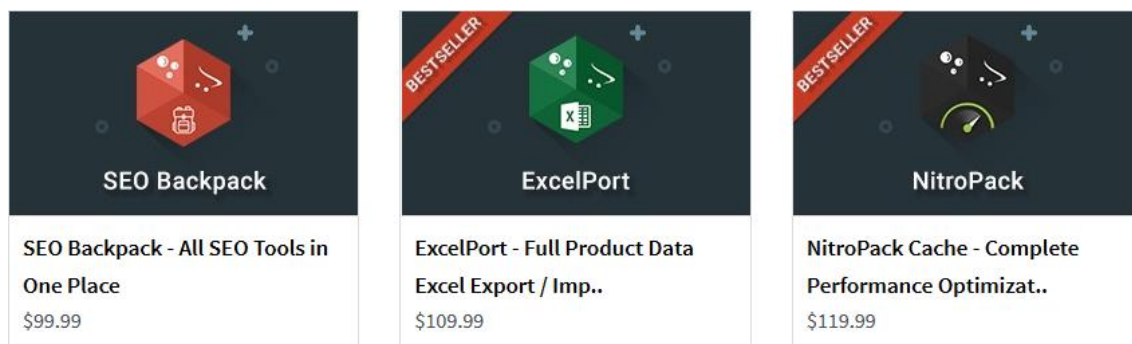 SEO Backpack
SEO Backpack - All SEO Tools in
One Place
$99.99
BESTSELLER
X
ExcelPort
ExcelPort - Full Product Data
Excel Export / Imp..
$109.99
BESTSELLER
NitroPack
NitroPack Cache - Complete
Performance Optimizat..
$119.99